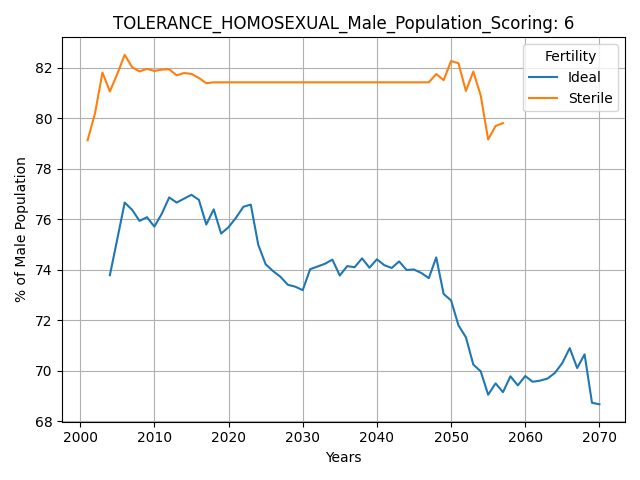 TOLERANCE_HOMOSEXUAL_Male_Population_Scoring: 6
Fertility
Ideal
Sterile
% of Male Population
82
80
78
76
74
72
70
68
2000 2010 2020 2030 2040 2050 2060 2070
Years